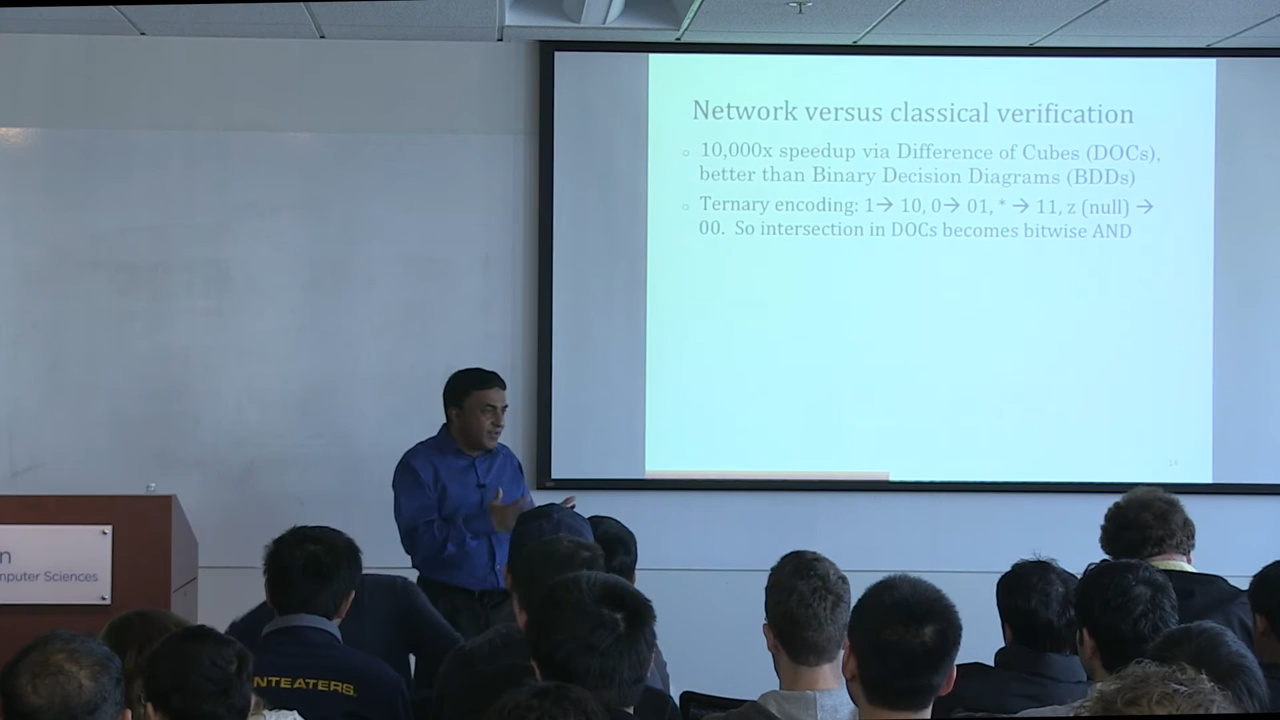 Network versus classical verification
○ 10,000x speedup via Difference of Cubes (DOCs),
better than Binary Decision Diagrams (BDDs)
○ Ternary encoding: 1→ 10, 0→ 01, * → 11, z (null) →
00. So intersection in DOCs becomes bitwise AND
n
mputer Sciences
NTEATERS